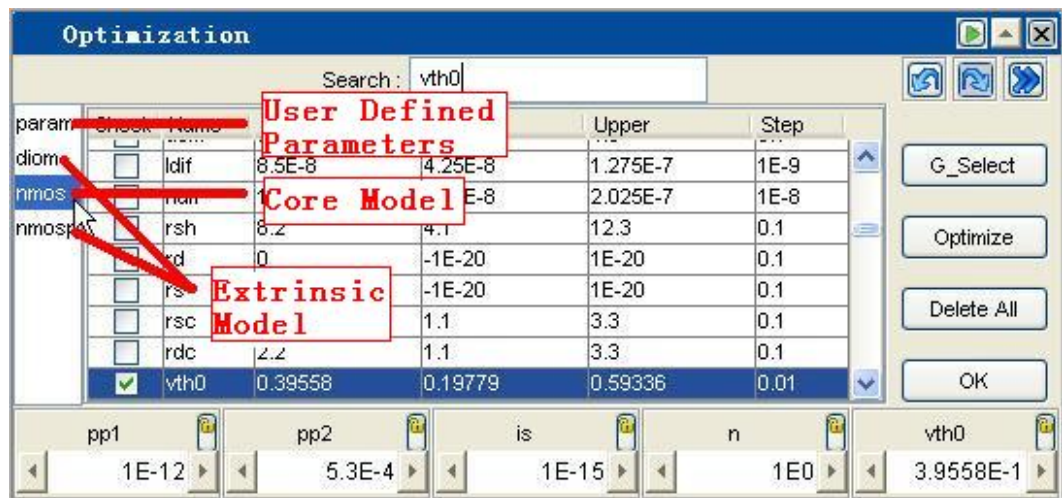 Optimization
Search : vth0
param Check Name Upper Step
User Defined Parameters
diom ldif 8.5E-8 4.25E-8 1.275E-7 1E-9
nmos E-8 2.025E-7 1E-8
Core Model
rsh 8.2 4.1 12.3 0.1
rd 0 -1E-20 1E-20 0.1
-1E-20 1E-20 0.1
Extrinsic Model
rsc 1.1 3.3 0.1
rdc 2.2 1.1 3.3 0.1
vth0 0.39558 0.19779 0.59336 0.01
G_Select
Optimize
Delete All
OK
pp1 pp2 is n vth0
1E-12 5.3E-4 1E-15 1E0 3.9558E-1